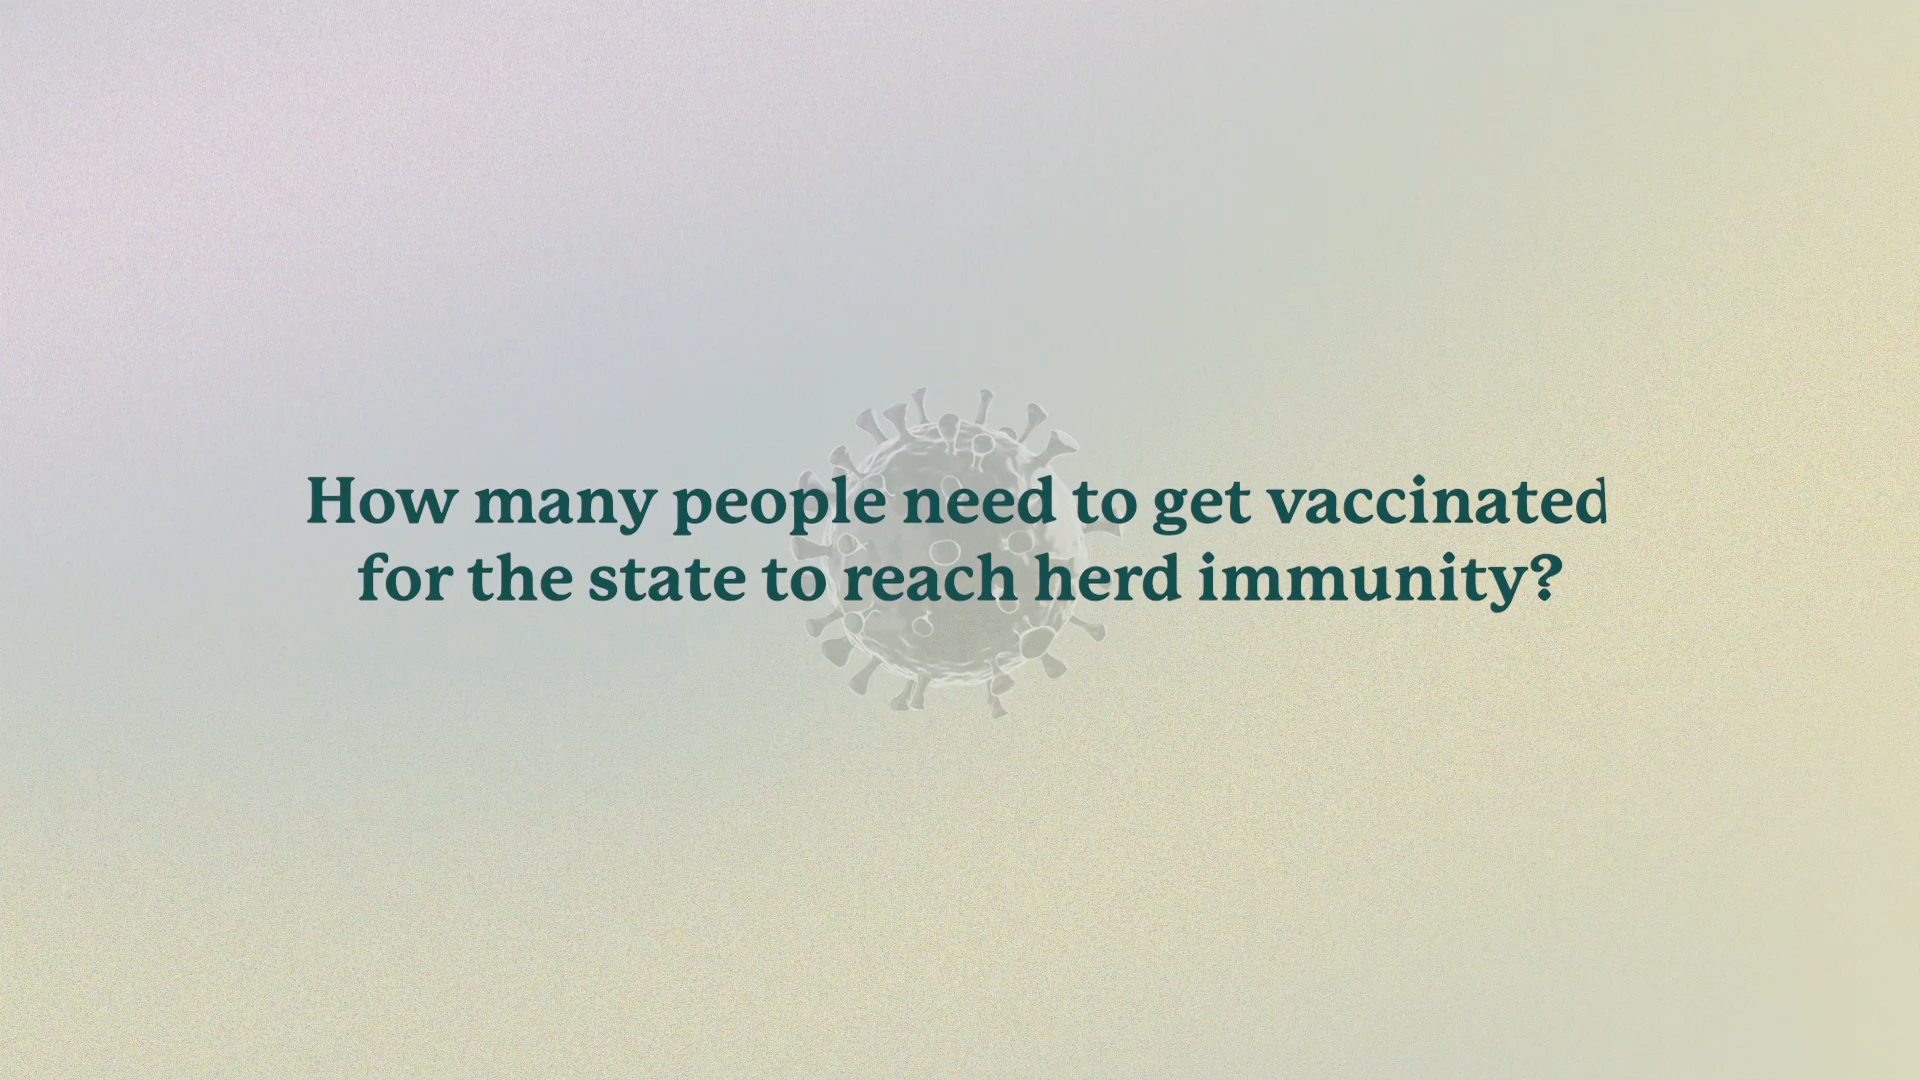 How many people need to get vaccinated
for the state to reach herd immunity?